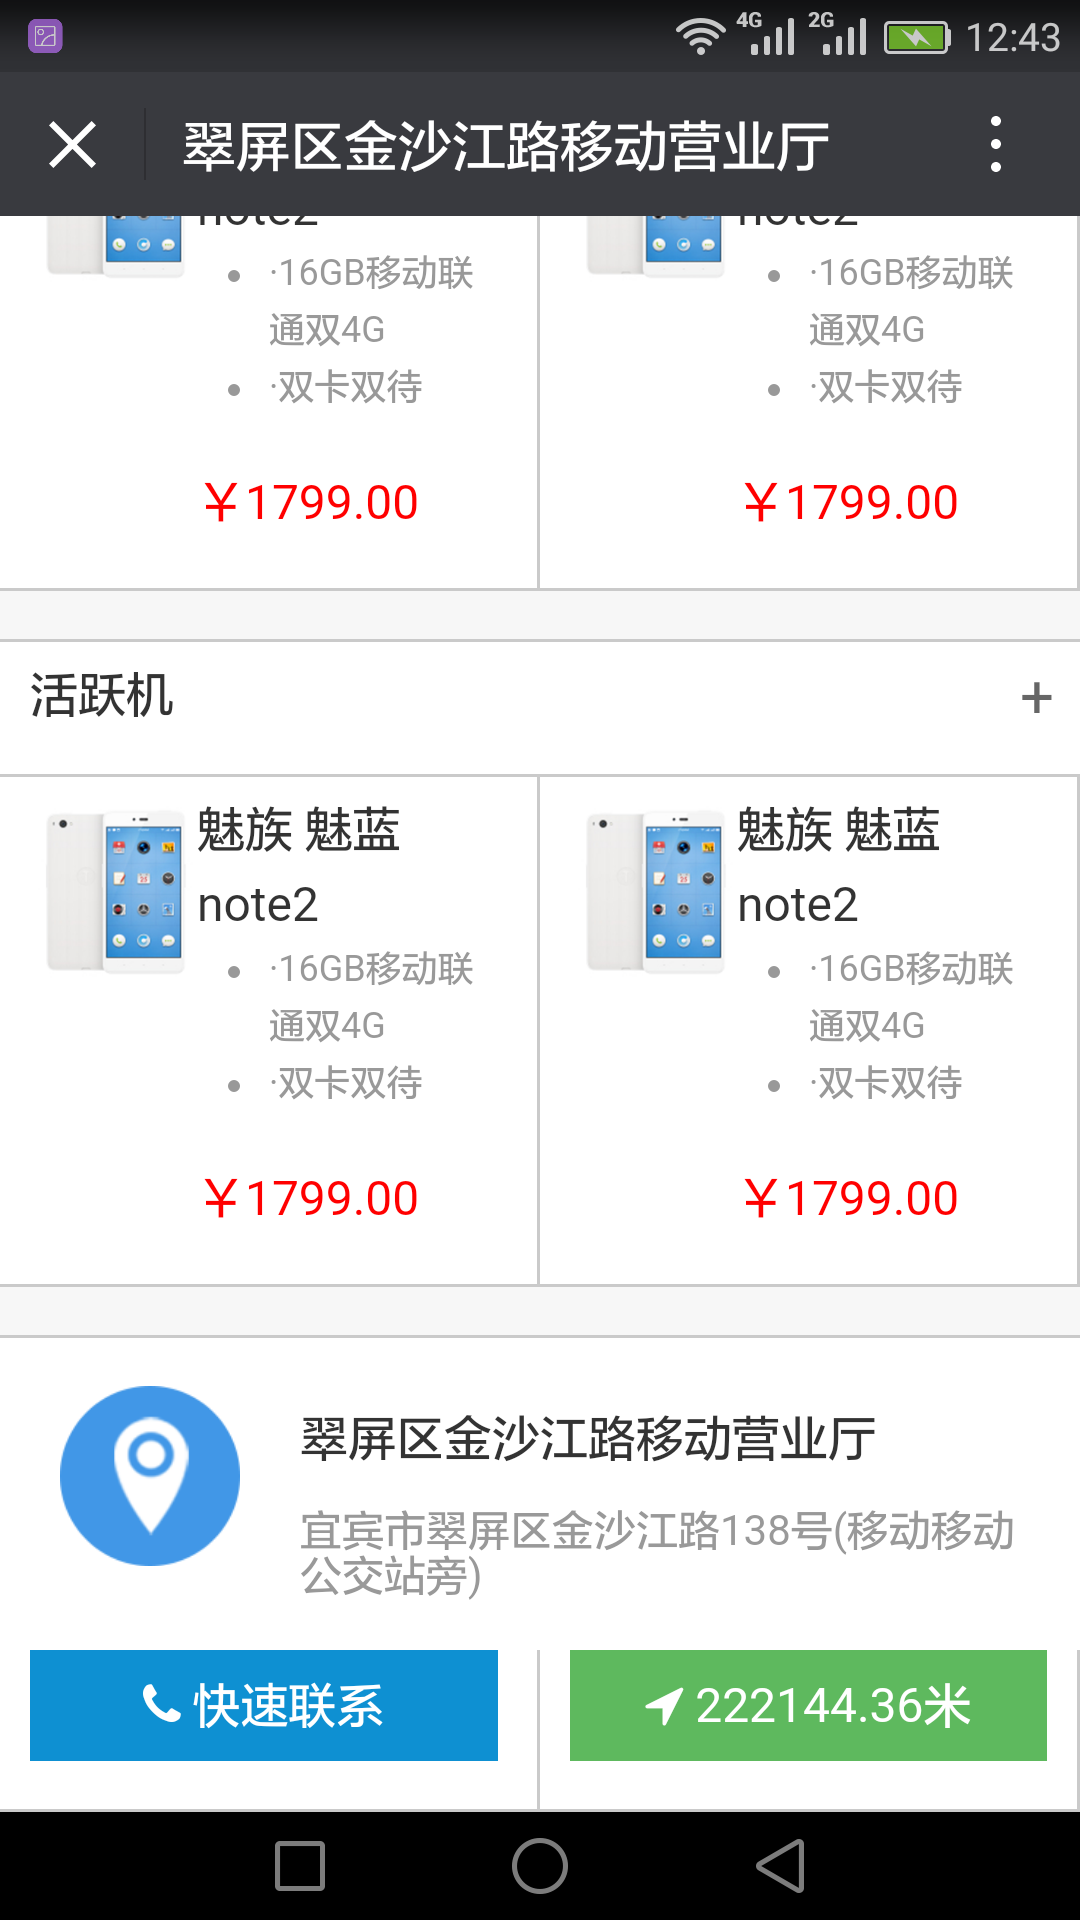 4G 2G 12:43
翠屏区金沙江路移动营业厅
note2 note2
·16GB移动联 ·16GB移动联
通双4G 通双4G
·双卡双待 ·双卡双待
￥1799.00 ￥1799.00
活跃机 +
魅族 魅蓝 魅族 魅蓝
note2 note2
·16GB移动联 ·16GB移动联
通双4G 通双4G
·双卡双待 ·双卡双待
￥1799.00 ￥1799.00
翠屏区金沙江路移动营业厅
宜宾市翠屏区金沙江路138号(移动移动
公交站旁)
快速联系 222144.36米